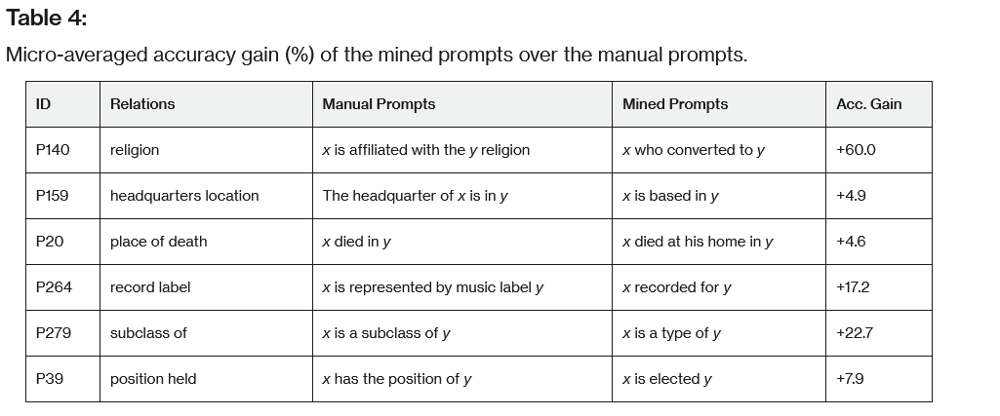 Table 4:
Micro-averaged accuracy gain (%) of the mined prompts over the manual prompts.
ID Relations Manual Prompts Mined Prompts Acc. Gain
P140 religion x is affiliated with the y religion x who converted to y +60.0
P159 headquarters location The headquarter of x is in y x is based in y +4.9
P20 place of death x died in y x died at his home in y +4.6
P264 record label x is represented by music label y x recorded for y +17.2
P279 subclass of x is a subclass of y x is a type of y +22.7
P39 position held x has the position of y x is elected y +7.9